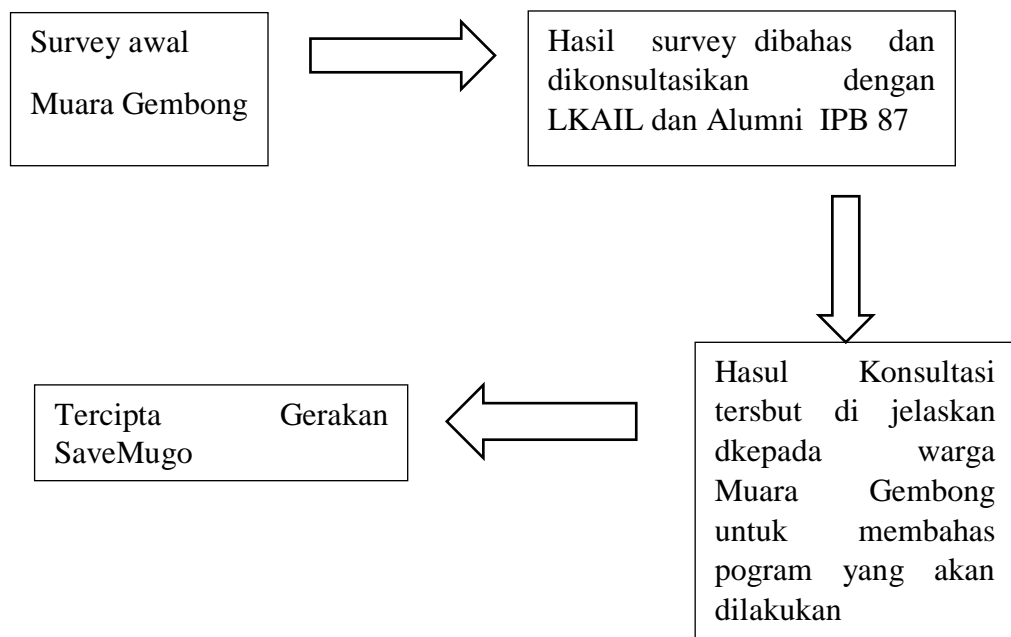 Survey awal
Muara Gembong
Hasil survey dibahas dan
dikonsultasikan dengan
LKAIL dan Alumni IPB 87
Hasul Konsultasi
tersbut di jelaskan
dkepada warga
Muara Gembong
untuk membahas
pogram yang akan
dilakukan
Tercipta Gerakan
SaveMugo